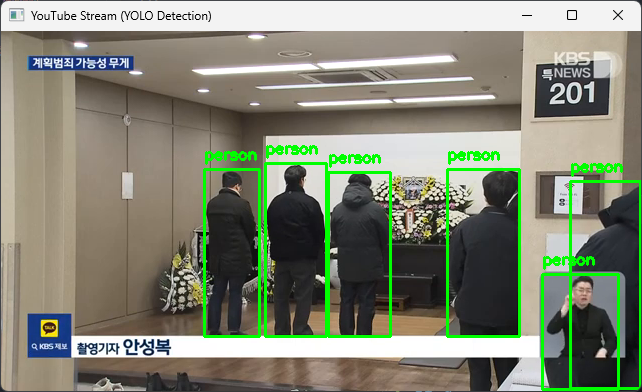 YouTube Stream (YOLO Detection)
계획범죄 가능성 무게
KBS
NEWS D
특 201
person
person
person
person
person
person
TALK
KBS 제보
촬영기자 안성복